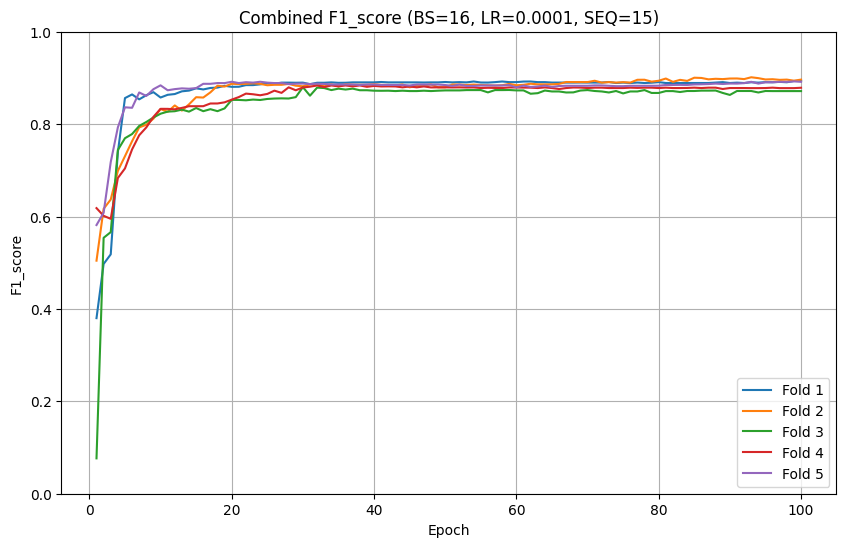 Combined F1_score (BS=16, LR=0.0001, SEQ=15)
1.0
0.8
0.6
0.4
0.2
0.0
F1_score
0 20 40 60 80 100
Epoch
Fold 1
Fold 2
Fold 3
Fold 4
Fold 5